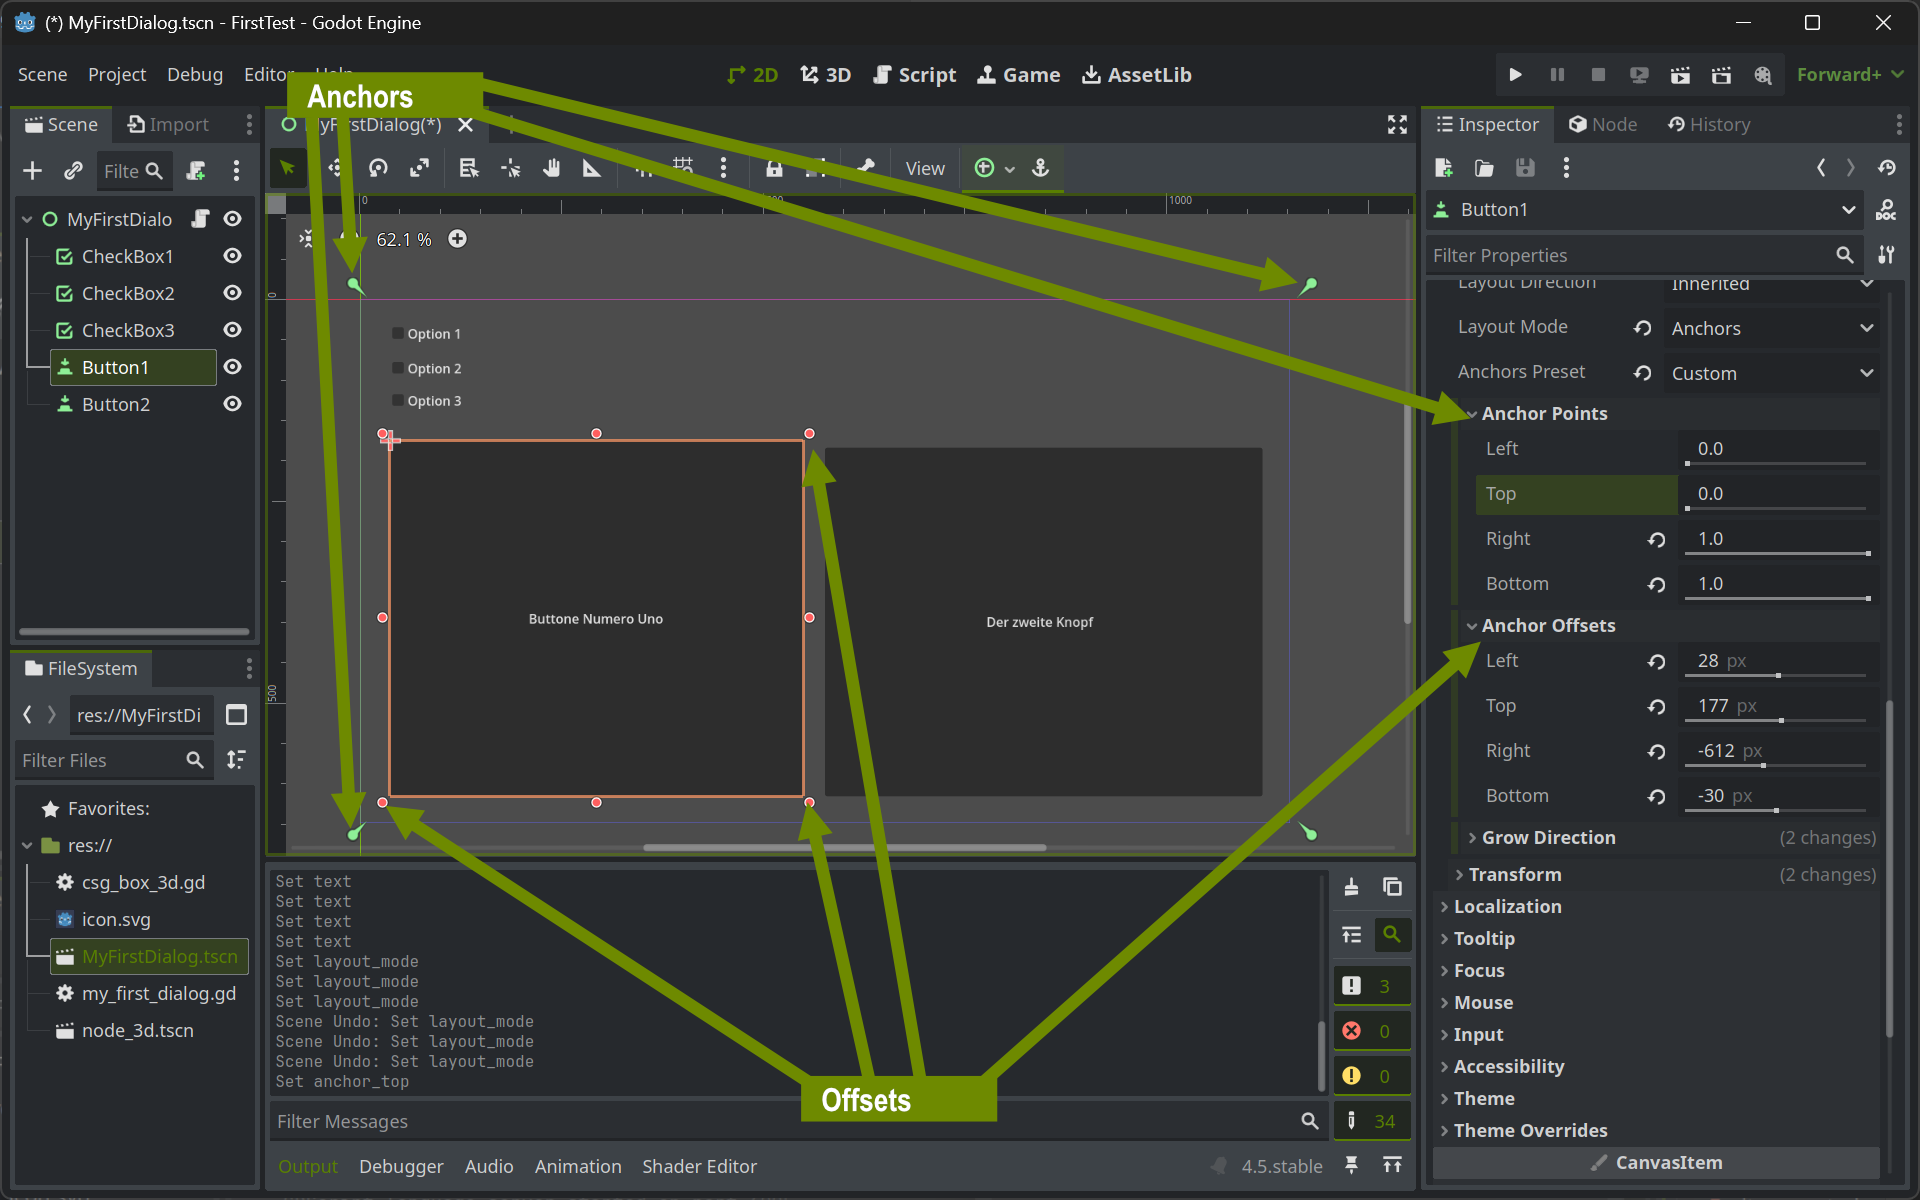 (*) MyFirstDialog.tscn - FirstTest - Godot Engine
Scene Project Debug Editor Help
2D 3D Script Game AssetLib
Forward+
Anchors
Scene Import
MyFirstDialog(*)
Inspector Node History
Filte
View
Button1
Filter Properties
MyFirstDialo
CheckBox1
CheckBox2
CheckBox3
Button1
Button2
0
1000
62.1 %
0
500
Option 1
Option 2
Option 3
Buttone Numero Uno
Der zweite Knopf
Layout Direction Inherited
Layout Mode Anchors
Anchors Preset Custom
Anchor Points
Left 0.0
Top 0.0
Right 1.0
Bottom 1.0
Anchor Offsets
Left 28 px
Top 177 px
Right -612 px
Bottom -30 px
Grow Direction (2 changes)
Transform (2 changes)
Localization
Tooltip
Focus
Mouse
Input
Accessibility
Theme
Theme Overrides
CanvasItem
FileSystem
res://MyFirstDi
Filter Files
Favorites:
res://
csg_box_3d.gd
icon.svg
MyFirstDialog.tscn
my_first_dialog.gd
node_3d.tscn
Set text
Set text
Set text
Set text
Set layout_mode
Set layout_mode
Set layout_mode
Scene Undo: Set layout_mode
Scene Undo: Set layout_mode
Scene Undo: Set layout_mode
Set anchor_top
3
0
0
34
Offsets
Filter Messages
Output Debugger Audio Animation Shader Editor
4.5.stable